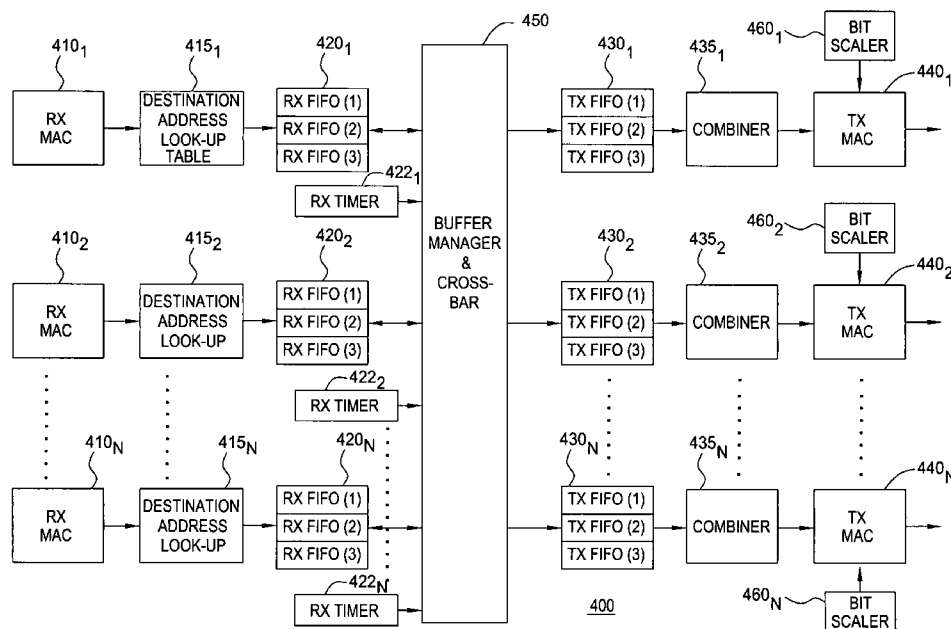 450
460₁
BIT
SCALER
410₁
415₁
420₁
430₁
435₁
440₁
RX
MAC
DESTINATION
ADDRESS
LOOK-UP
TABLE
RX FIFO (1)
RX FIFO (2)
RX FIFO (3)
TX FIFO (1)
TX FIFO (2)
TX FIFO (3)
COMBINER
TX
MAC
422₁
RX TIMER
BUFFER
MANAGER
&
CROSS-
BAR
460₂
BIT
SCALER
410₂
415₂
420₂
430₂
435₂
440₂
RX
MAC
DESTINATION
ADDRESS
LOOK-UP
RX FIFO (1)
RX FIFO (2)
RX FIFO (3)
TX FIFO (1)
TX FIFO (2)
TX FIFO (3)
COMBINER
TX
MAC
422₂
RX TIMER
410N
415N
420N
430N
435N
440N
RX
MAC
DESTINATION
ADDRESS
LOOK-UP
RX FIFO (1)
RX FIFO (2)
RX FIFO (3)
TX FIFO (1)
TX FIFO (2)
TX FIFO (3)
COMBINER
TX
MAC
422N
RX TIMER
400
460N
BIT
SCALER